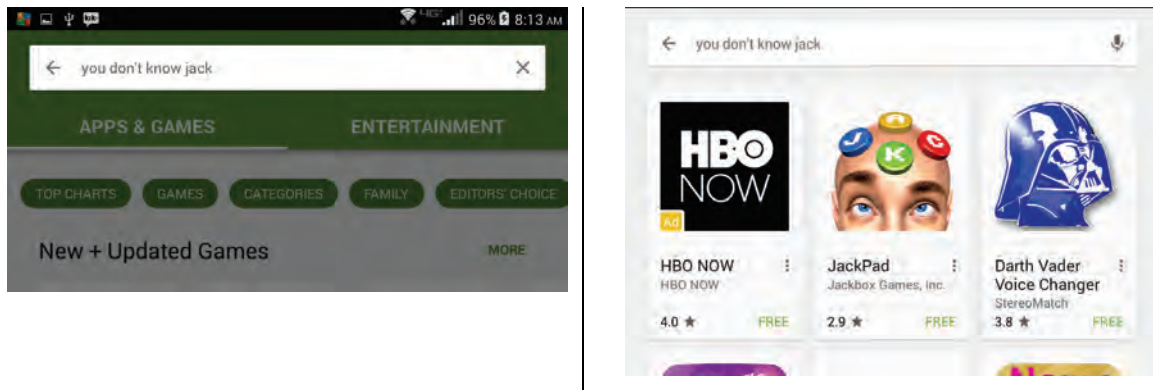 4G 96% 8:13 AM
you don't know jack
APPS & GAMES ENTERTAINMENT
TOP CHARTS GAMES CATEGORIES FAMILY EDITORS' CHOICE
New + Updated Games MORE
you don't know jack
HBO NOW
Ad
J A C K
HBO NOW
HBO NOW
4.0 ★ FREE
JackPad
Jackbox Games, Inc.
2.9 ★ FREE
Darth Vader
Voice Changer
StereoMatch
3.8 ★ FREE